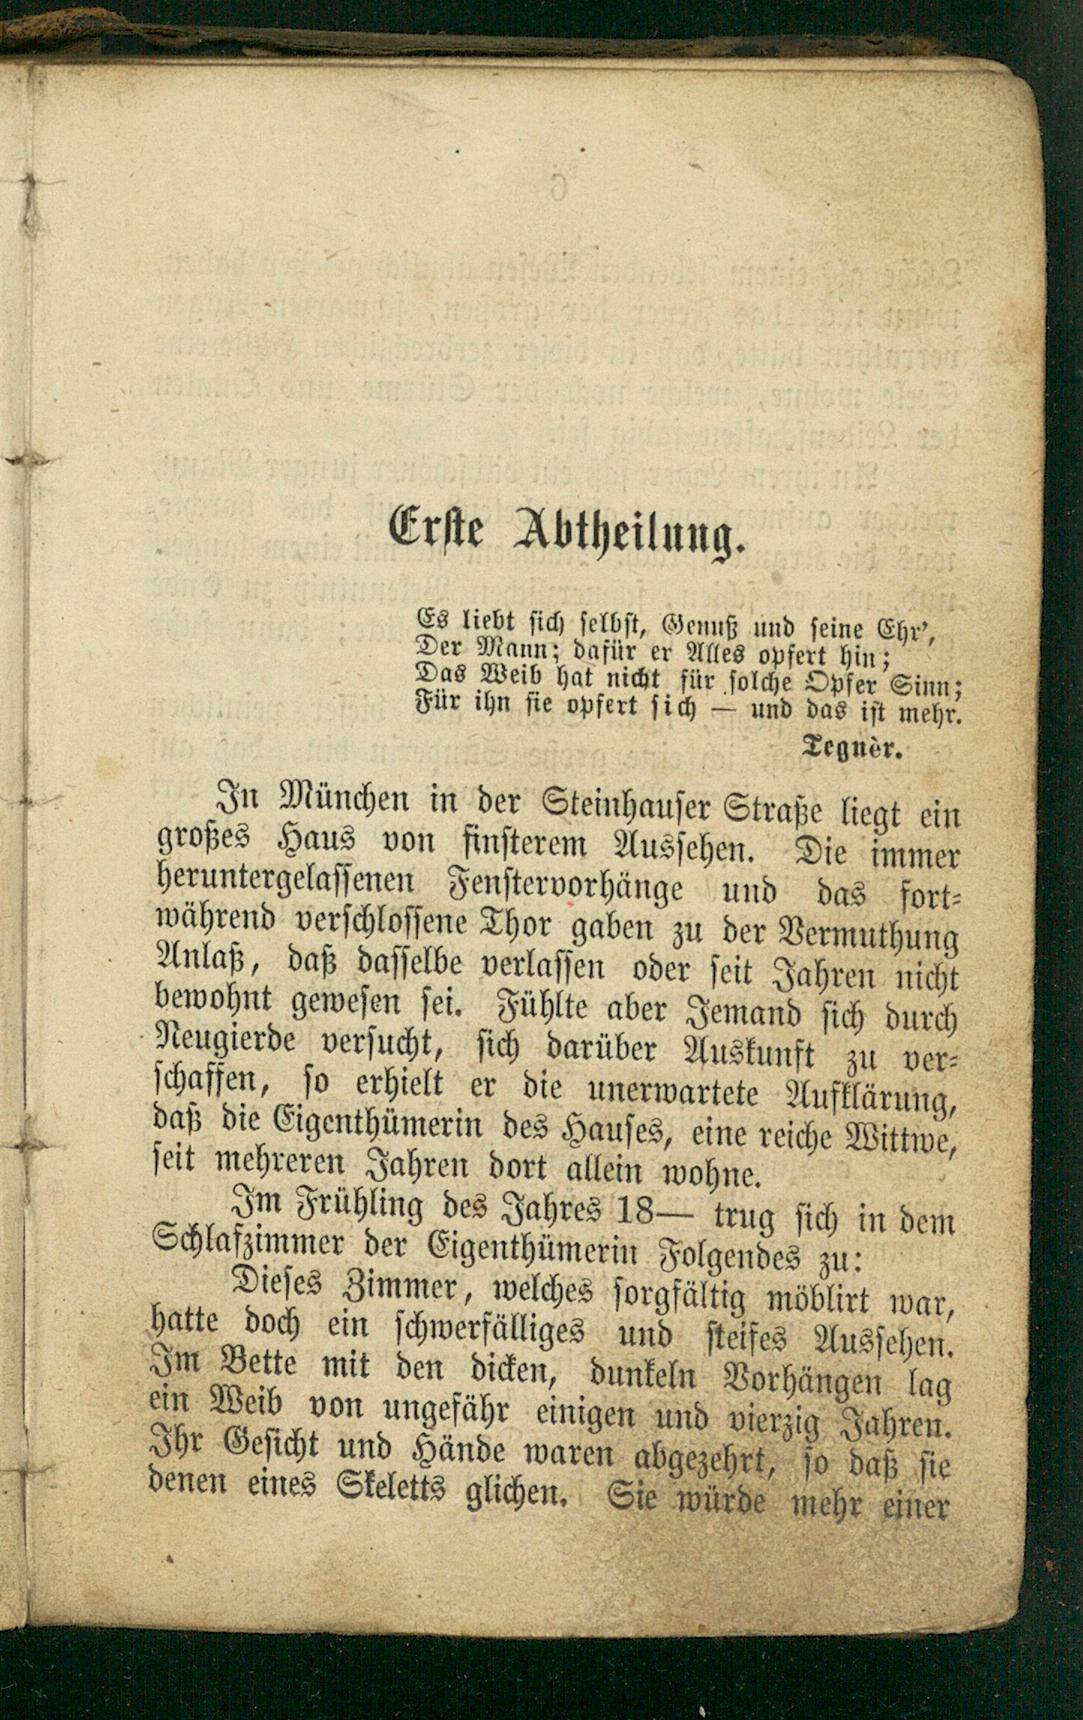 Erste Abtheilung.
Es liebt sich selbst, Genuß und seine Ehr',
Der Mann; dafür er Alles opfert hin;
Das Weib hat nicht für solche Opfer Sinn;
Für ihn sie opfert sich — und das ist mehr.
Tegnèr.
In München in der Steinhauser Straße liegt ein
großes Haus von finsterem Aussehen. Die immer
heruntergelassenen Fenstervorhänge und das fort-
während verschlossene Thor gaben zu der Vermuthung
Anlaß, daß dasselbe verlassen oder seit Jahren nicht
bewohnt gewesen sei. Fühlte aber Jemand sich durch
Neugierde versucht, sich darüber Auskunft zu ver-
schaffen, so erhielt er die unerwartete Aufklärung,
daß die Eigenthümerin des Hauses, eine reiche Wittwe,
seit mehreren Jahren dort allein wohne.
Im Frühling des Jahres 18— trug sich in dem
Schlafzimmer der Eigenthümerin Folgendes zu:
Dieses Zimmer, welches sorgfältig möblirt war,
hatte doch ein schwerfälliges und steifes Aussehen.
Im Bette mit den dicken, dunkeln Vorhängen lag
ein Weib von ungefähr einigen und vierzig Jahren.
Ihr Gesicht und Hände waren abgezehrt, so daß sie
denen eines Skeletts glichen. Sie würde mehr einer